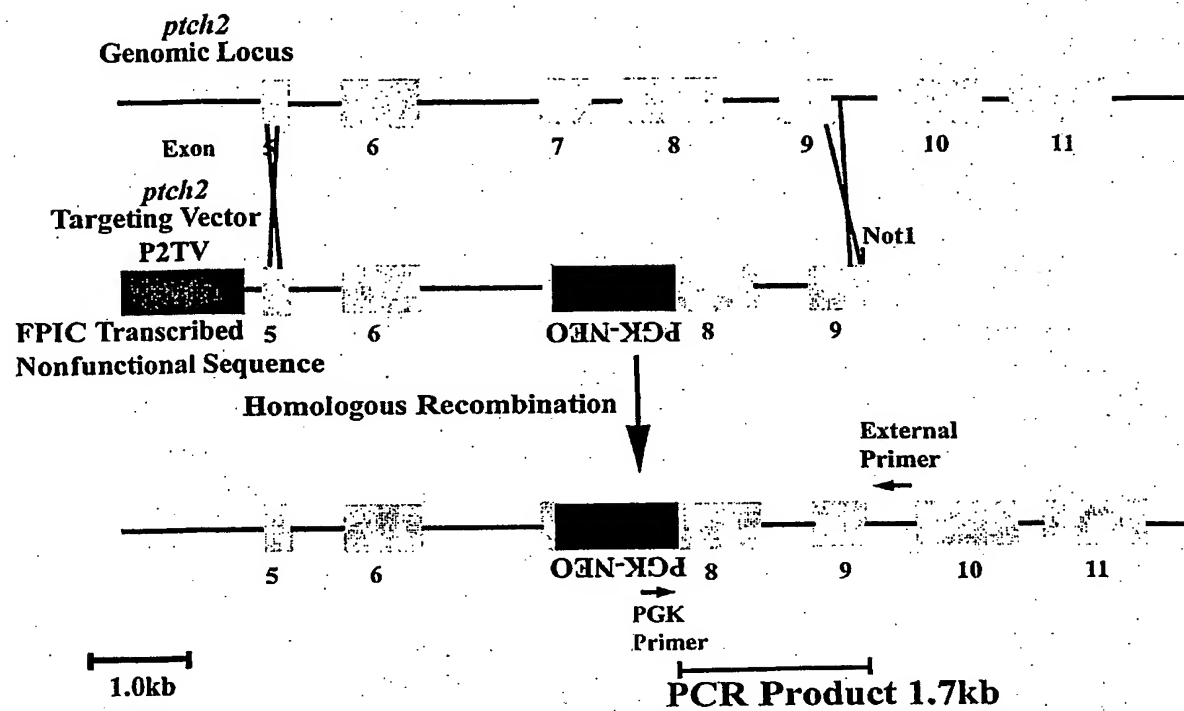 ptch2
Genomic Locus
Exon 5 6 7 8 9 10 11
ptch2
Targeting Vector
P2TV
Not1
FPIC Transcribed
Nonfunctional Sequence
5 6 PGK-NEO 8 9
Homologous Recombination
External
Primer
5 6 PGK-NEO 8 9 10 11
PGK
Primer
1.0kb
PCR Product 1.7kb